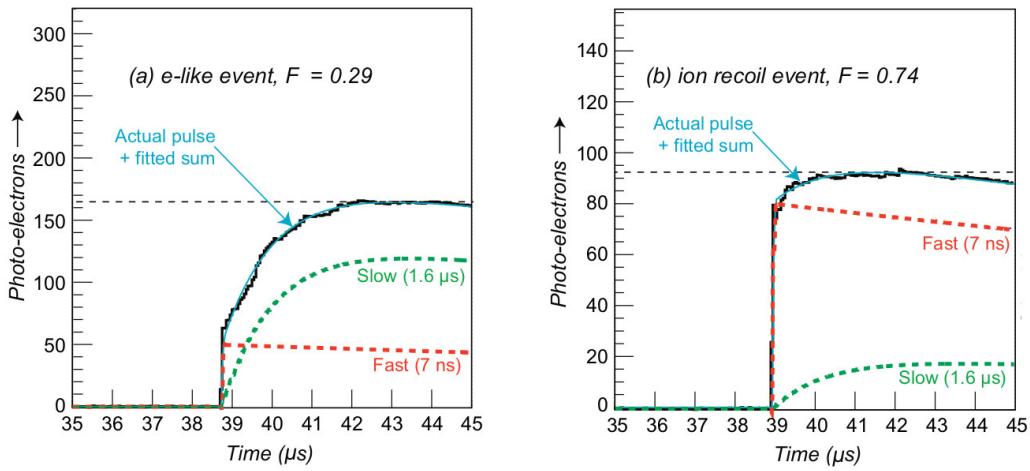 300
250
200
150
100
50
0
35 36 37 38 39 40 41 42 43 44 45
Photo-electrons
Time (µs)
(a) e-like event, F = 0.29
Actual pulse
+ fitted sum
Slow (1.6 µs)
Fast (7 ns)
140
120
100
80
60
40
20
0
35 36 37 38 39 40 41 42 43 44 45
Photo-electrons
Time (µs)
(b) ion recoil event, F = 0.74
Actual pulse
+ fitted sum
Fast (7 ns)
Slow (1.6 µs)